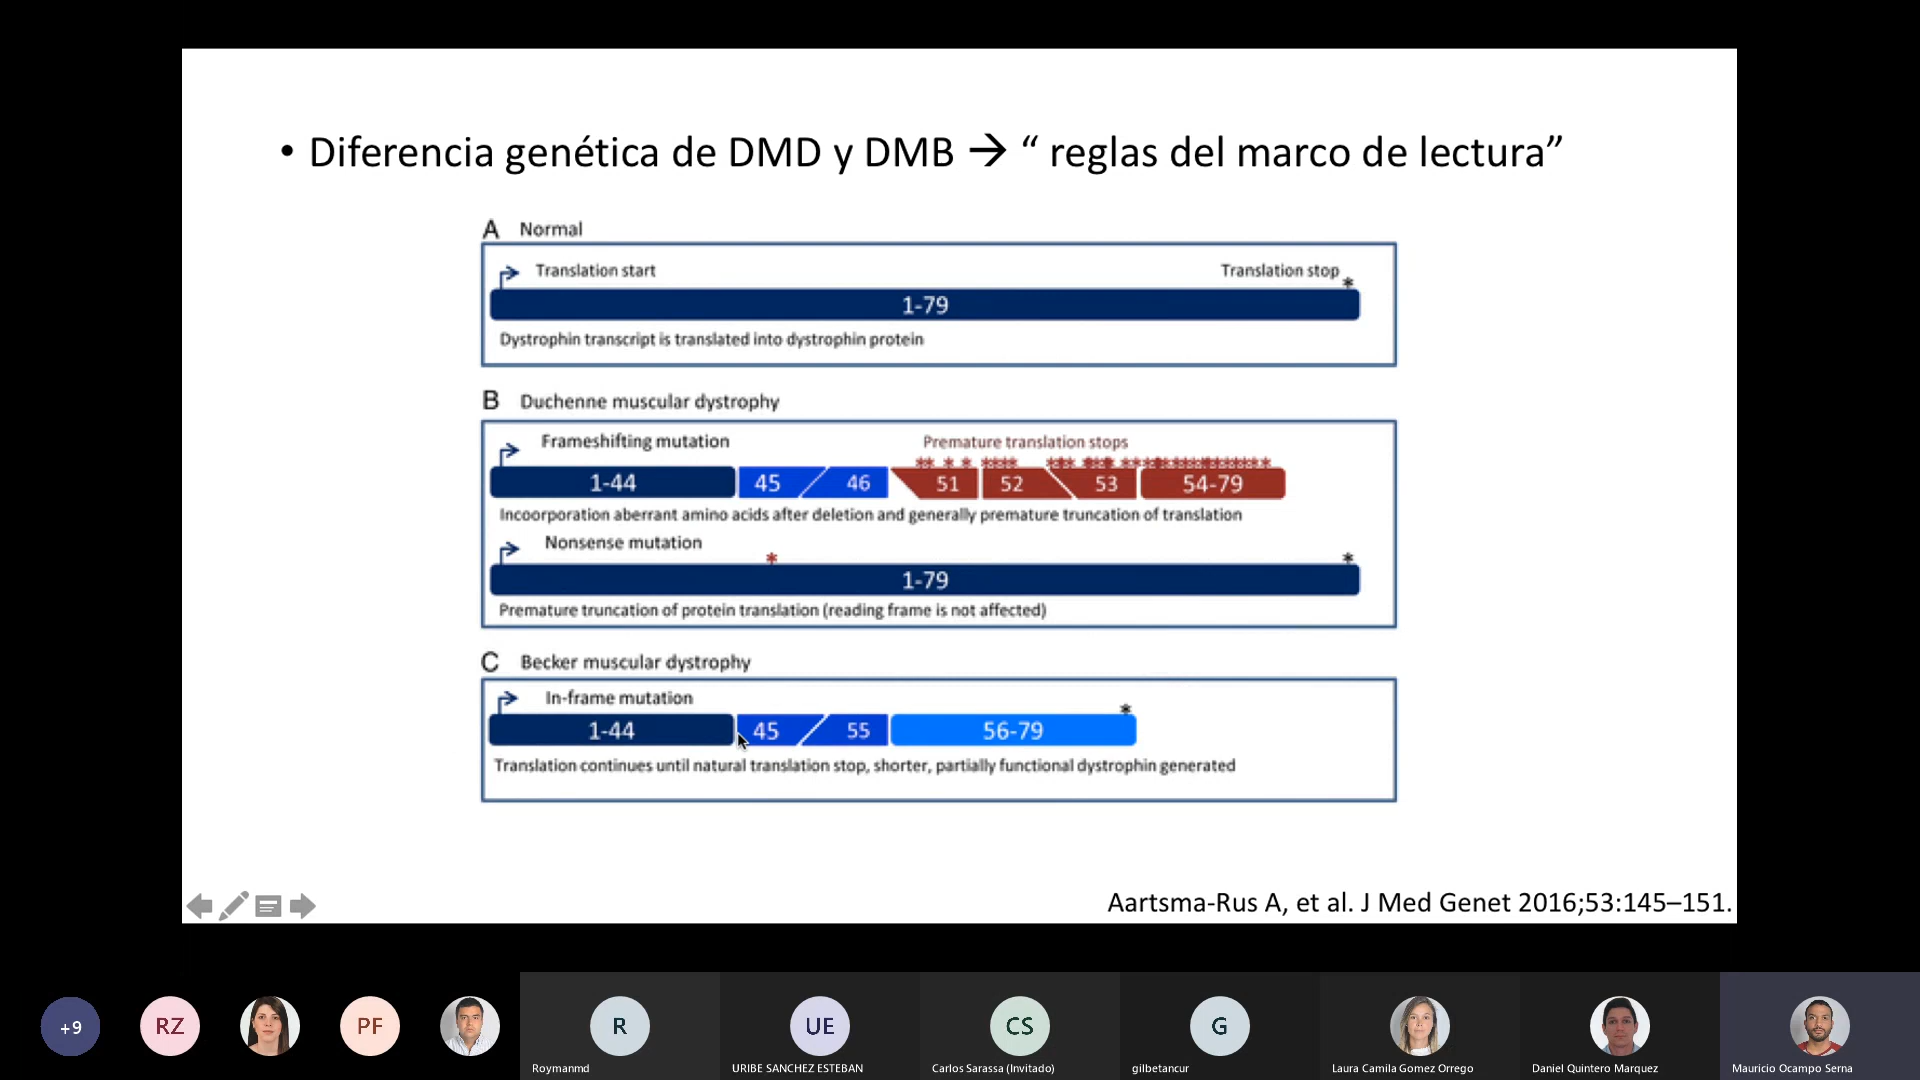 • Diferencia genética de DMD y DMB → “ reglas del marco de lectura”
A Normal
Translation start Translation stop
*
1-79
Dystrophin transcript is translated into dystrophin protein
B Duchenne muscular dystrophy
Frameshifting mutation Premature translation stops
1-44 45 46 51 52 53 54-79
Incoorporation aberrant amino acids after deletion and generally premature truncation of translation
Nonsense mutation
* *
1-79
Premature truncation of protein translation (reading frame is not affected)
C Becker muscular dystrophy
In-frame mutation
*
1-44 45 55 56-79
Translation continues until natural translation stop, shorter, partially functional dystrophin generated
Aartsma-Rus A, et al. J Med Genet 2016;53:145–151.
+9 RZ PF R UE CS G
Roymanmd URIBE SANCHEZ ESTEBAN Carlos Sarassa (Invitado) gilbetancur Laura Camila Gomez Orrego Daniel Quintero Marquez Mauricio Ocampo Serna